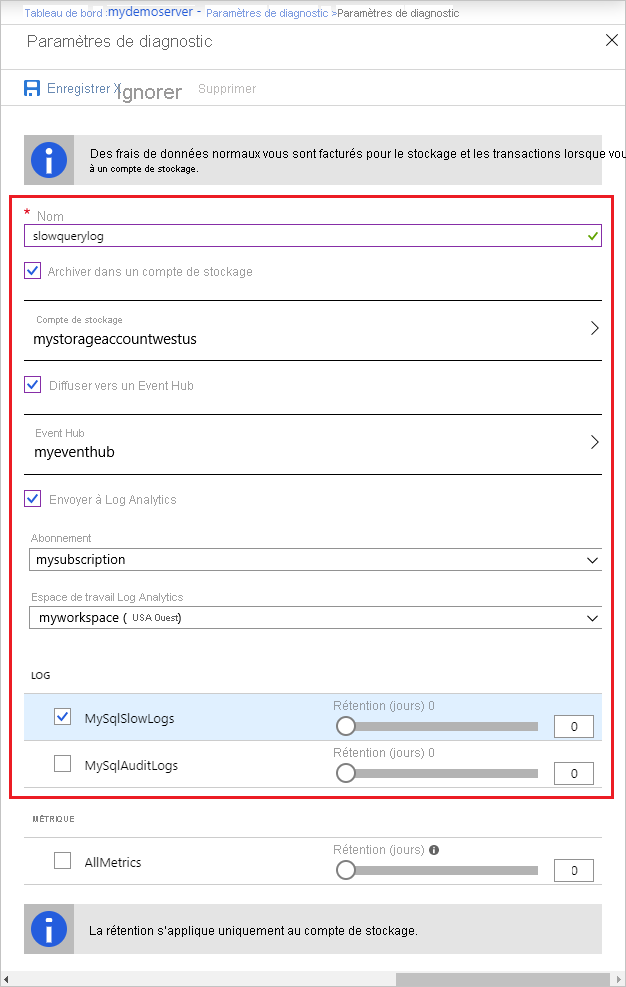 Tableau de bord :mydemoserver - Paramètres de diagnostic >Paramètres de diagnostic
Paramètres de diagnostic
Enregistrer X Ignorer Supprimer
Des frais de données normaux vous sont facturés pour le stockage et les transactions lorsque vou
à un compte de stockage.
* Nom
slowquerylog
Archiver dans un compte de stockage
Compte de stockage
mystorageaccountwestus
Diffuser vers un Event Hub
Event Hub
myeventhub
Envoyer à Log Analytics
Abonnement
mysubscription
Espace de travail Log Analytics
myworkspace ( USA Ouest)
LOG
Rétention (jours) 0
MySqlSlowLogs 0
Rétention (jours) 0
MySqlAuditLogs 0
MÉTRIQUE
Rétention (jours)
AllMetrics 0
La rétention s'applique uniquement au compte de stockage.